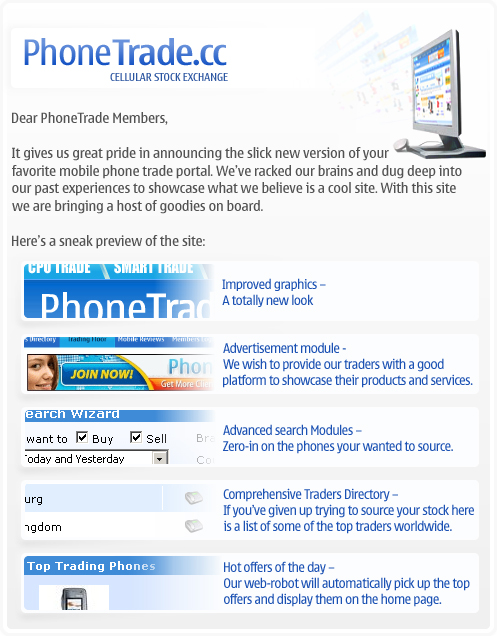 PhoneTrade.cc
CELLULAR STOCK EXCHANGE
Dear PhoneTrade Members,
It gives us great pride in announcing the slick new version of your
favorite mobile phone trade portal. We've racked our brains and dug deep into
our past experiences to showcase what we believe is a cool site. With this site
we are bringing a host of goodies on board.
Here's a sneak preview of the site:
CPU TRADE SMART TRADE
PhoneTrad
Improved graphics –
A totally new look
s Directory Trading Floor Mobile Reviews Members
JOIN NOW!
Phon
Get More
Advertisement module -
We wish to provide our traders with a good
platform to showcase their products and services.
earch Wizard
want to Buy Sell Bra
Today and Yesterday Co
Advanced search Modules –
Zero-in on the phones your wanted to source.
urg
ngdom
Comprehensive Traders Directory –
If you've given up trying to source your stock here
is a list of some of the top traders worldwide.
Top Trading Phones
Hot offers of the day –
Our web-robot will automatically pick up the top
offers and display them on the home page.